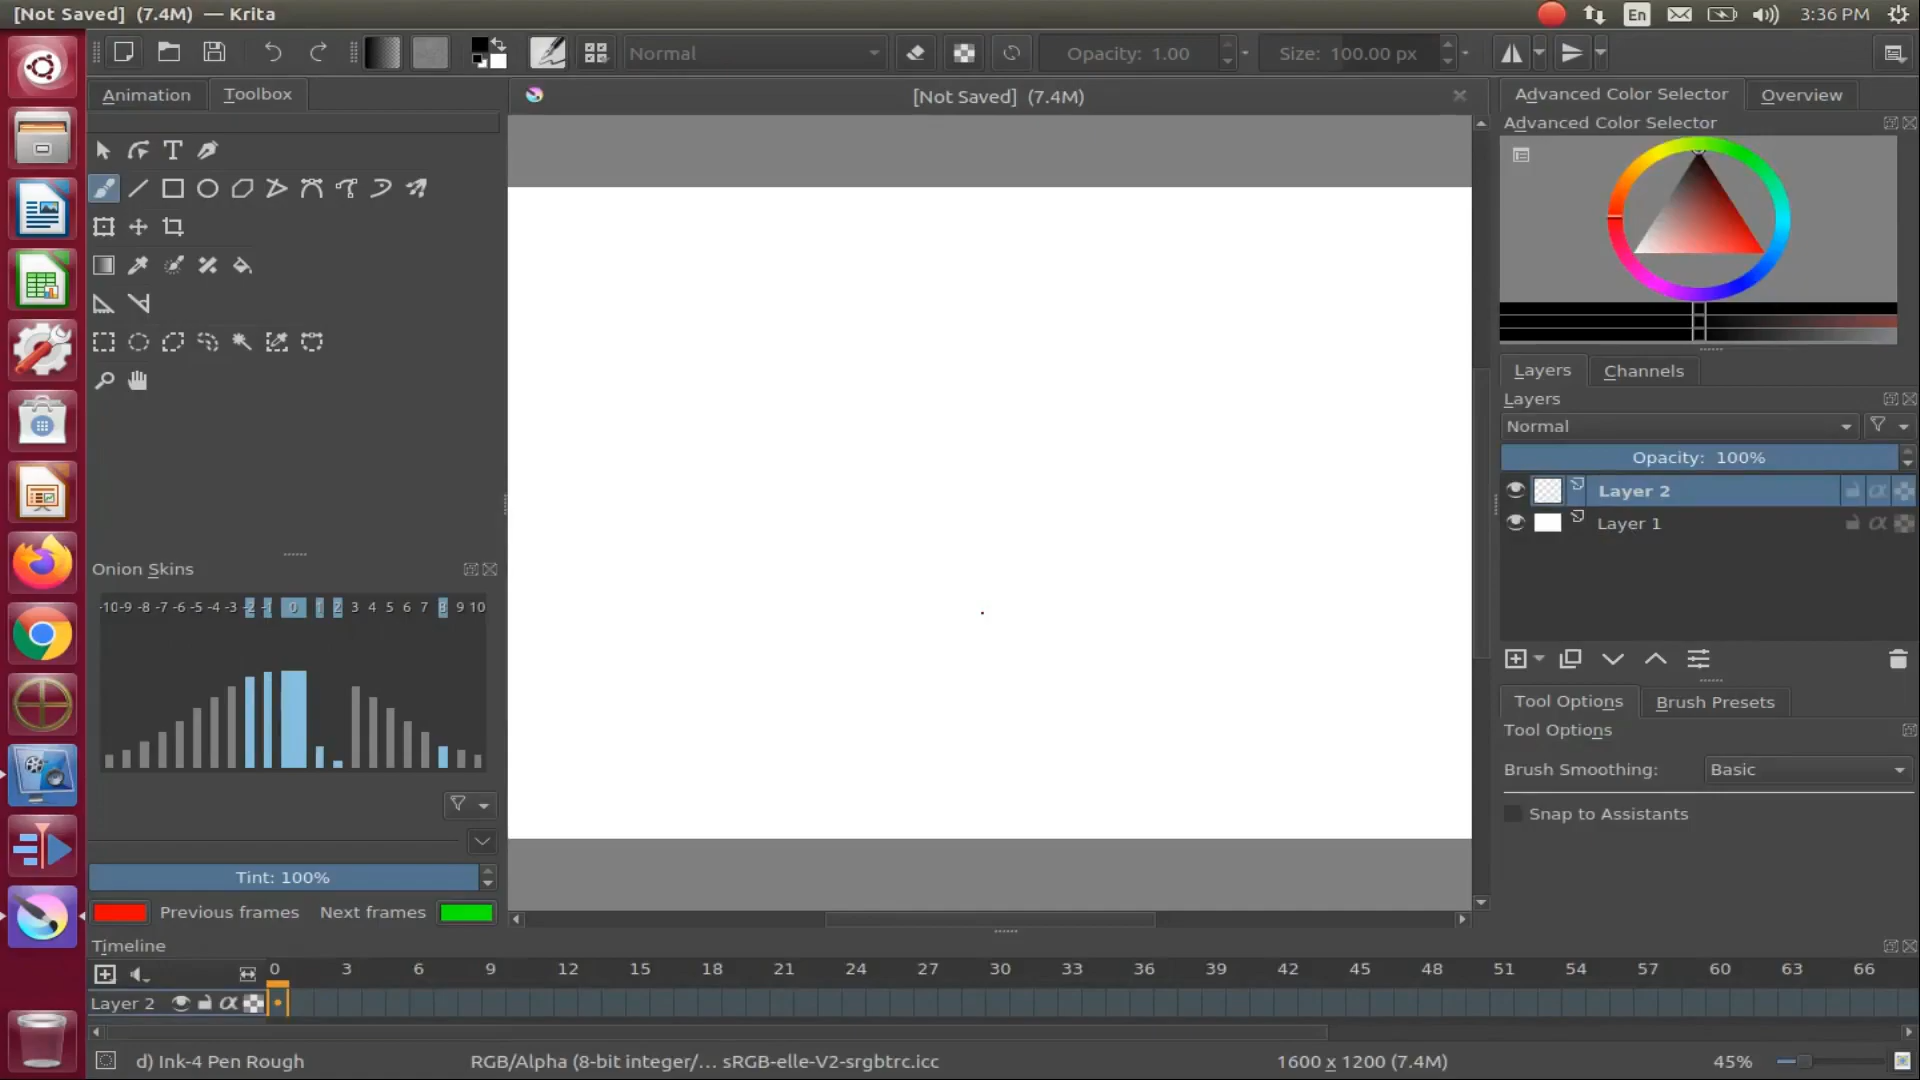 [Not Saved]  (7.4M)  — Krita
En
3:36 PM
Normal
Opacity: 1.00
Size: 100.00 px
Animation
Toolbox
[Not Saved]  (7.4M)
Advanced Color Selector
Overview
Advanced Color Selector
Layers
Channels
Layers
Normal
Opacity: 100%
Layer 2
Layer 1
Onion Skins
-10-9 -8 -7 -6 -5 -4 -3 -2 -1 0 1 2 3 4 5 6 7 8 9 10
Tool Options
Brush Presets
Tool Options
Brush Smoothing:
Basic
Snap to Assistants
Tint: 100%
Previous frames
Next frames
Timeline
0 3 6 9 12 15 18 21 24 27 30 33 36 39 42 45 48 51 54 57 60 63 66
Layer 2
d) Ink-4 Pen Rough
RGB/Alpha (8-bit integer/... sRGB-elle-V2-srgbtrc.icc
1600 x 1200 (7.4M)
45%